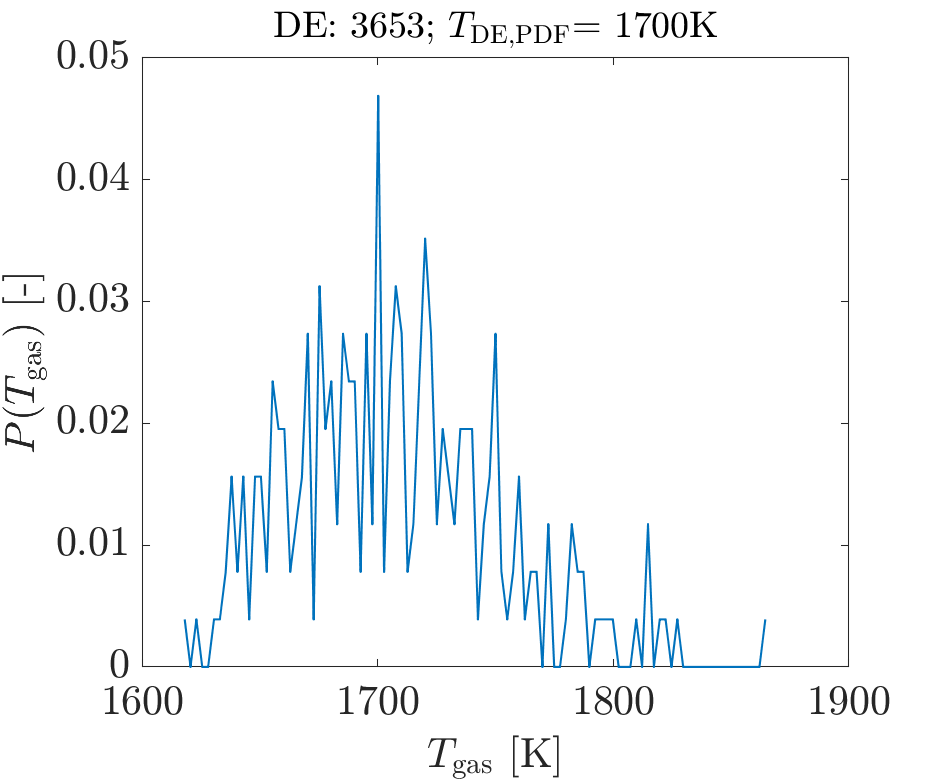 DE: 3653; T_DE,PDF= 1700K
0.05
0.04
0.03
0.02
0.01
0
P(T_gas) [-]
1600 1700 1800 1900
T_gas [K]